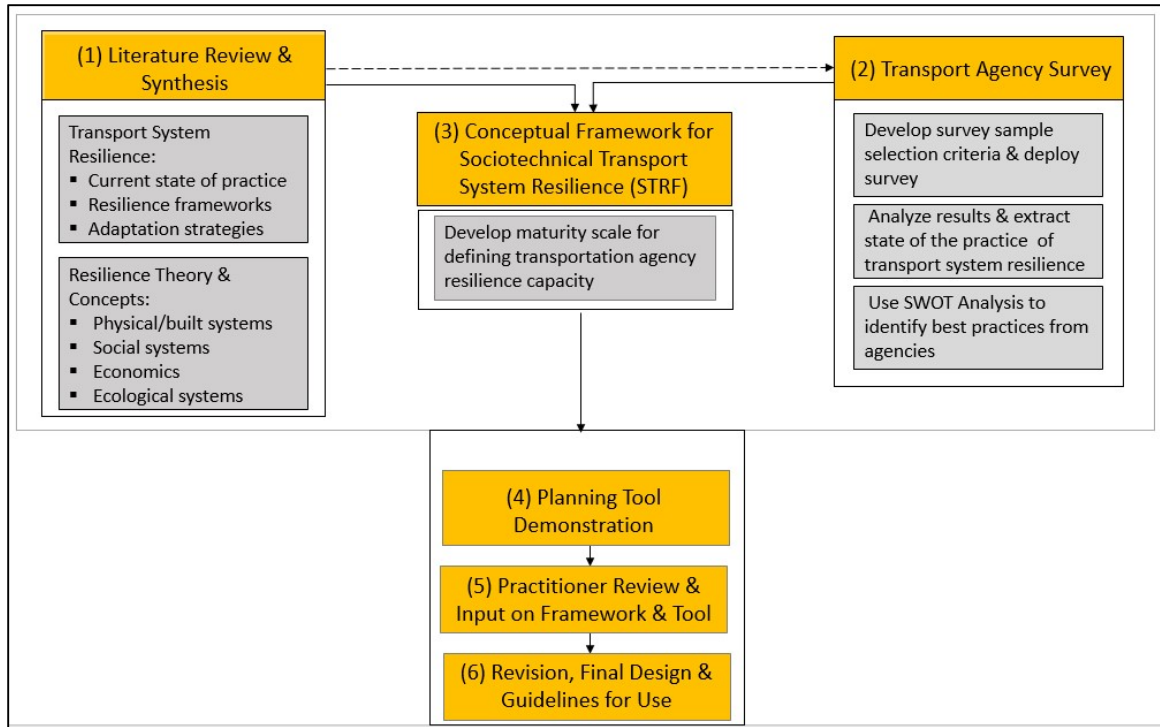 (1) Literature Review &
Synthesis
Transport System
Resilience:
▪ Current state of practice
▪ Resilience frameworks
▪ Adaptation strategies
Resilience Theory &
Concepts:
▪ Physical/built systems
▪ Social systems
▪ Economics
▪ Ecological systems
(2) Transport Agency Survey
Develop survey sample
selection criteria & deploy
survey
Analyze results & extract
state of the practice of
transport system resilience
Use SWOT Analysis to
identify best practices from
agencies
(3) Conceptual Framework for
Sociotechnical Transport
System Resilience (STRF)
Develop maturity scale for
defining transportation agency
resilience capacity
(4) Planning Tool
Demonstration
(5) Practitioner Review &
Input on Framework & Tool
(6) Revision, Final Design &
Guidelines for Use